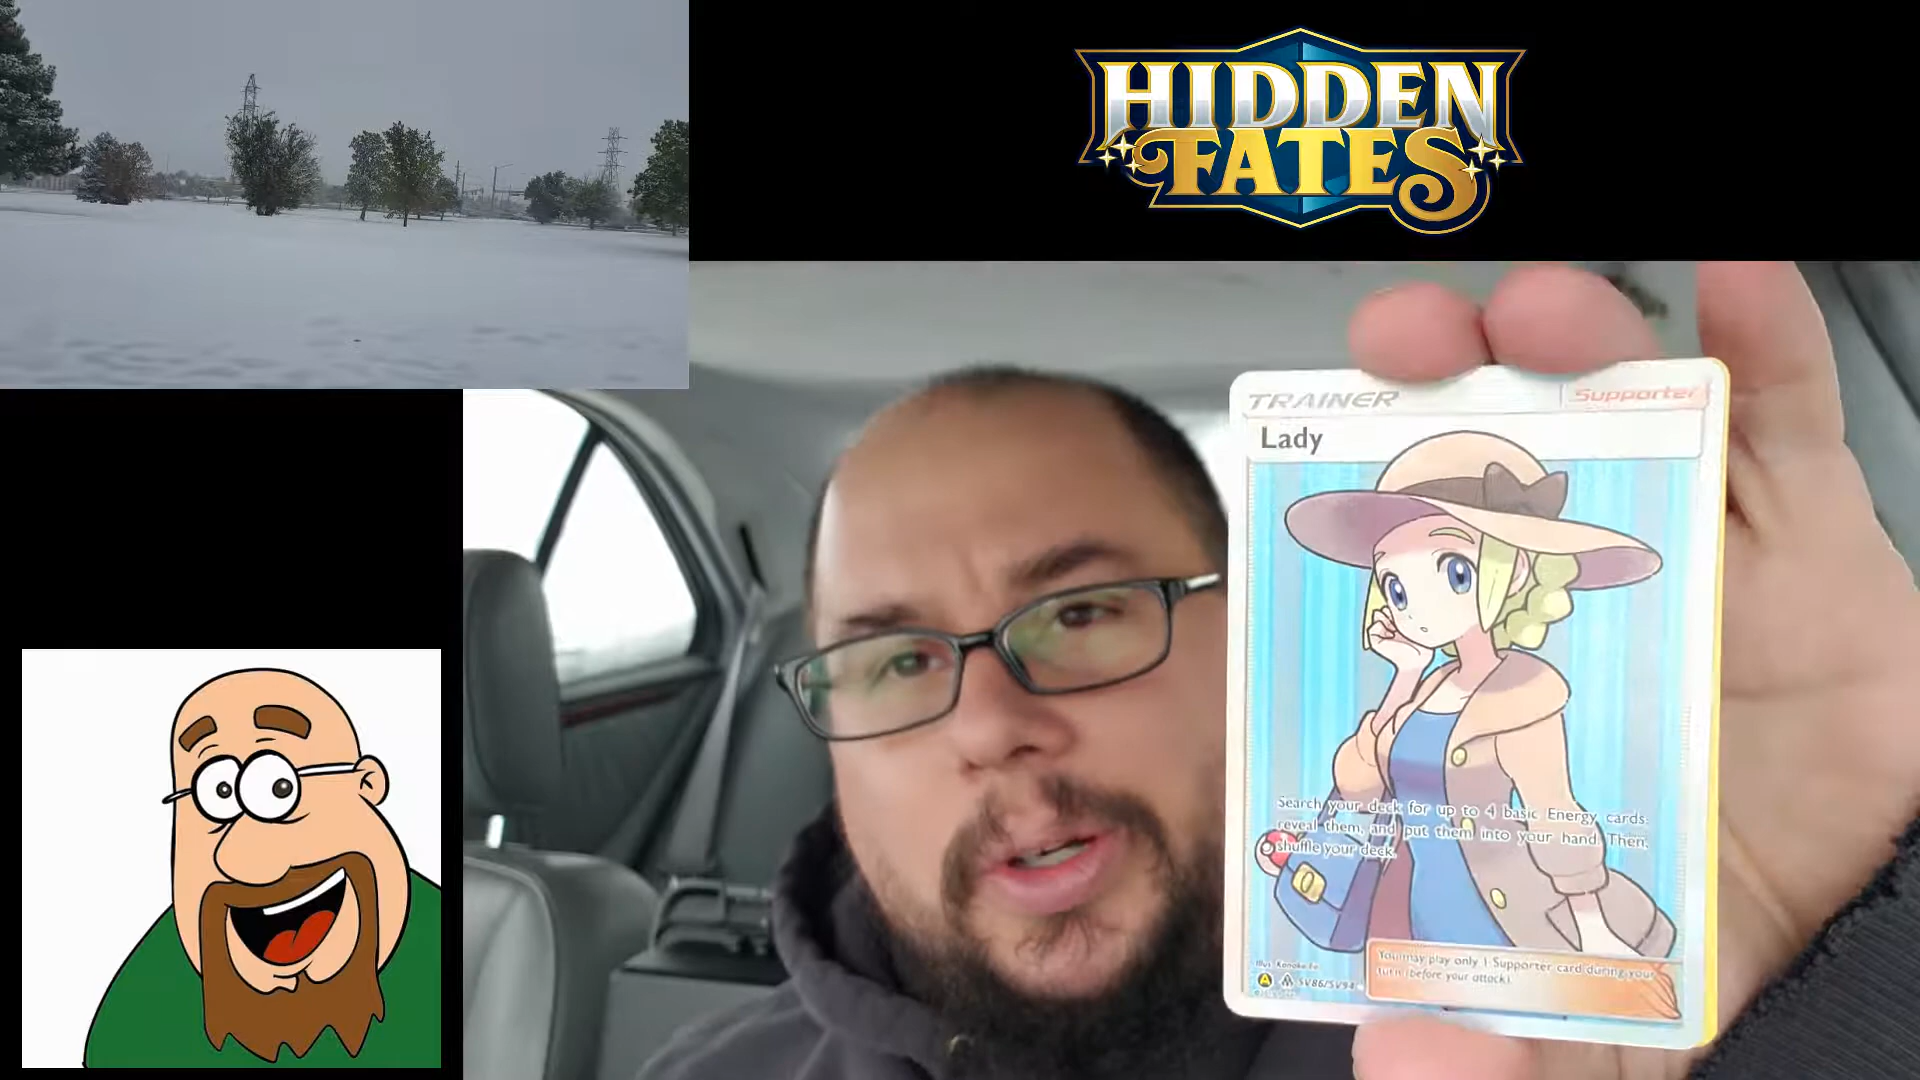 HIDDEN
FATES
TRAINER
Supporter
Lady
Search your deck for up to 4 basic Energy cards,
reveal them, and put them into your hand. Then,
shuffle your deck.
You may play only 1 Supporter card during your
turn (before your attack).
Illus.
A SV86/SV94